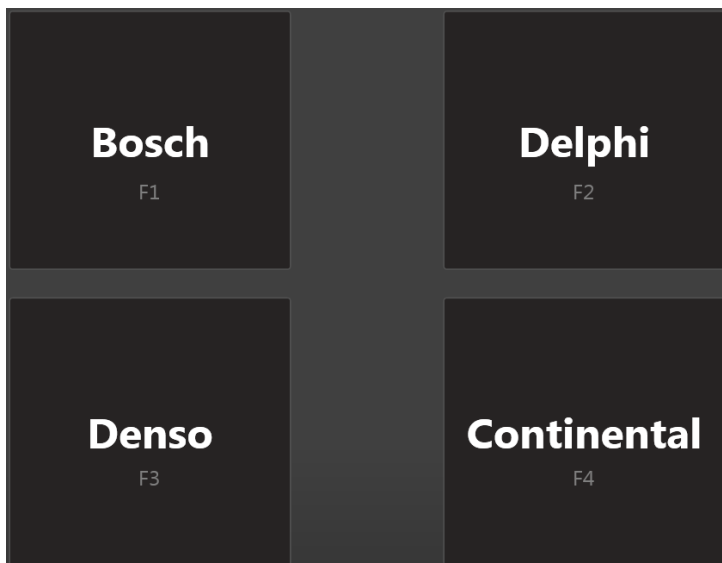 Bosch
F1
Delphi
F2
Denso
F3
Continental
F4